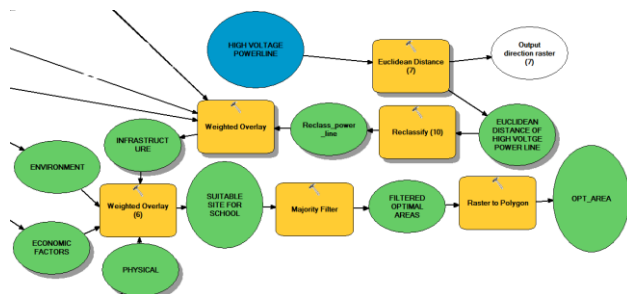 HIGH VOLTAGE
POWERLINE
Euclidean Distance
(7)
Output
direction raster
(7)
Weighted Overlay
Reclass_power
_line
Reclassify (10)
EUCLIDEAN
DISTANCE OF
HIGH VOLTGE
POWER LINE
INFRASTRUCT
URE
ENVIRONMENT
Weighted Overlay
(6)
SUITABLE
SITE FOR
SCHOOL
Majority Filter
FILTERED
OPTIMAL
AREAS
Raster to Polygon
OPT_AREA
ECONOMIC
FACTORS
PHYSICAL